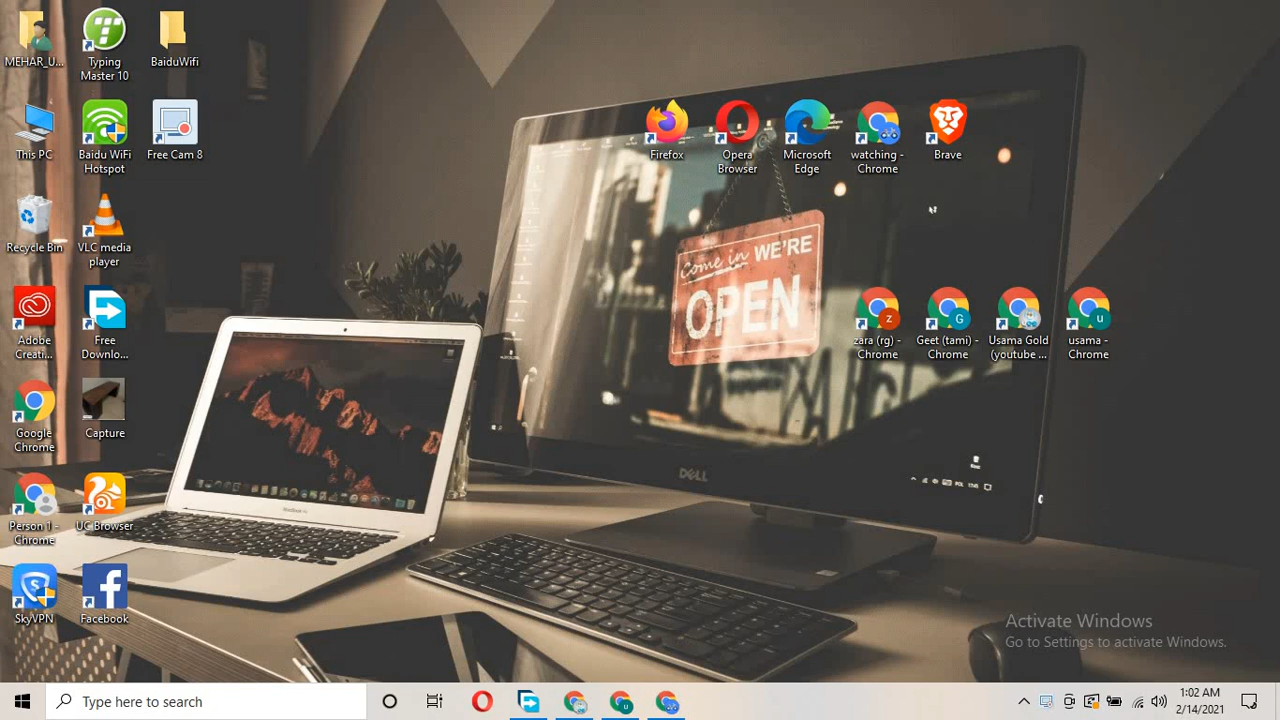 MEHAR_U...
Typing
Master 10
BaiduWifi
This PC
Baidu WiFi
Hotspot
Free Cam 8
Firefox
Opera
Browser
Microsoft
Edge
watching -
Chrome
Brave
Recycle Bin
VLC media
player
Come in WE'RE
OPEN
Adobe
Creati...
Free
Downlo...
zara (rg) -
Chrome
Geet (tami) -
Chrome
Usama Gold
(youtube ...
usama -
Chrome
Google
Chrome
Capture
DELL
Person 1 -
Chrome
UC Browser
SkyVPN
Facebook
Activate Windows
Go to Settings to activate Windows.
Type here to search
1:02 AM
2/14/2021